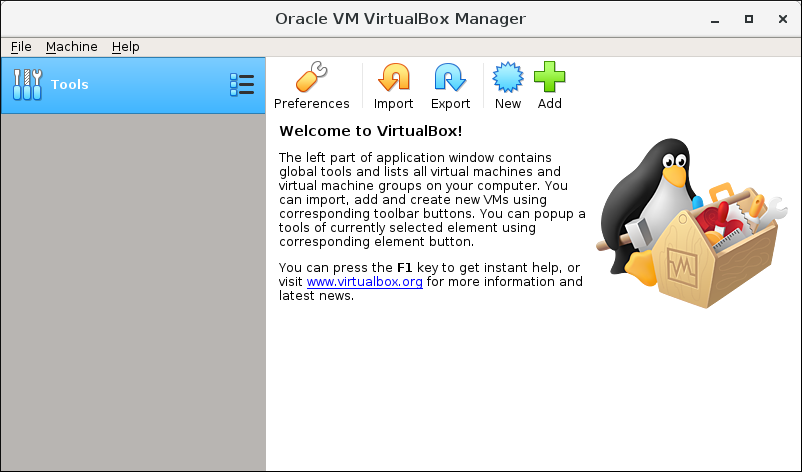 Oracle VM VirtualBox Manager
File Machine Help
Tools
Preferences Import Export New Add
Welcome to VirtualBox!
The left part of application window contains
global tools and lists all virtual machines and
virtual machine groups on your computer. You
can import, add and create new VMs using
corresponding toolbar buttons. You can popup a
tools of currently selected element using
corresponding element button.
You can press the F1 key to get instant help, or
visit www.virtualbox.org for more information and
latest news.